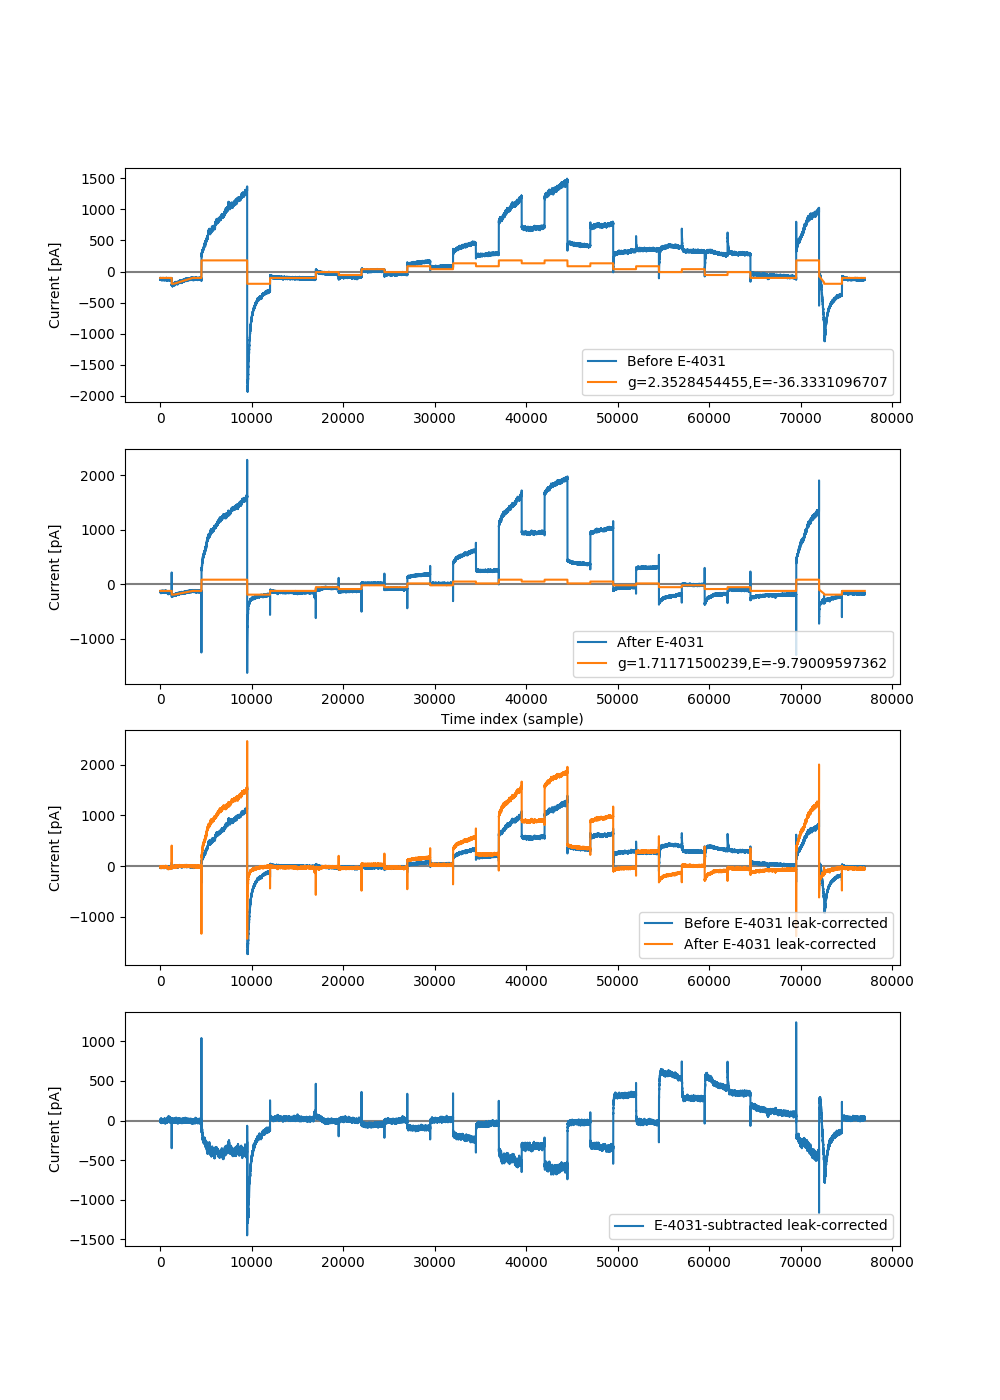 1500
1000
500
0
−500
−1000
−1500
−2000
Current [pA]
Before E-4031
g=2.3528454455,E=-36.3331096707
0 10000 20000 30000 40000 50000 60000 70000 80000
2000
1000
0
−1000
Current [pA]
After E-4031
g=1.71171500239,E=-9.79009597362
0 10000 20000 30000 40000 50000 60000 70000 80000
Time index (sample)
2000
1000
0
−1000
Current [pA]
Before E-4031 leak-corrected
After E-4031 leak-corrected
0 10000 20000 30000 40000 50000 60000 70000 80000
1000
500
0
−500
−1000
−1500
Current [pA]
E-4031-subtracted leak-corrected
0 10000 20000 30000 40000 50000 60000 70000 80000